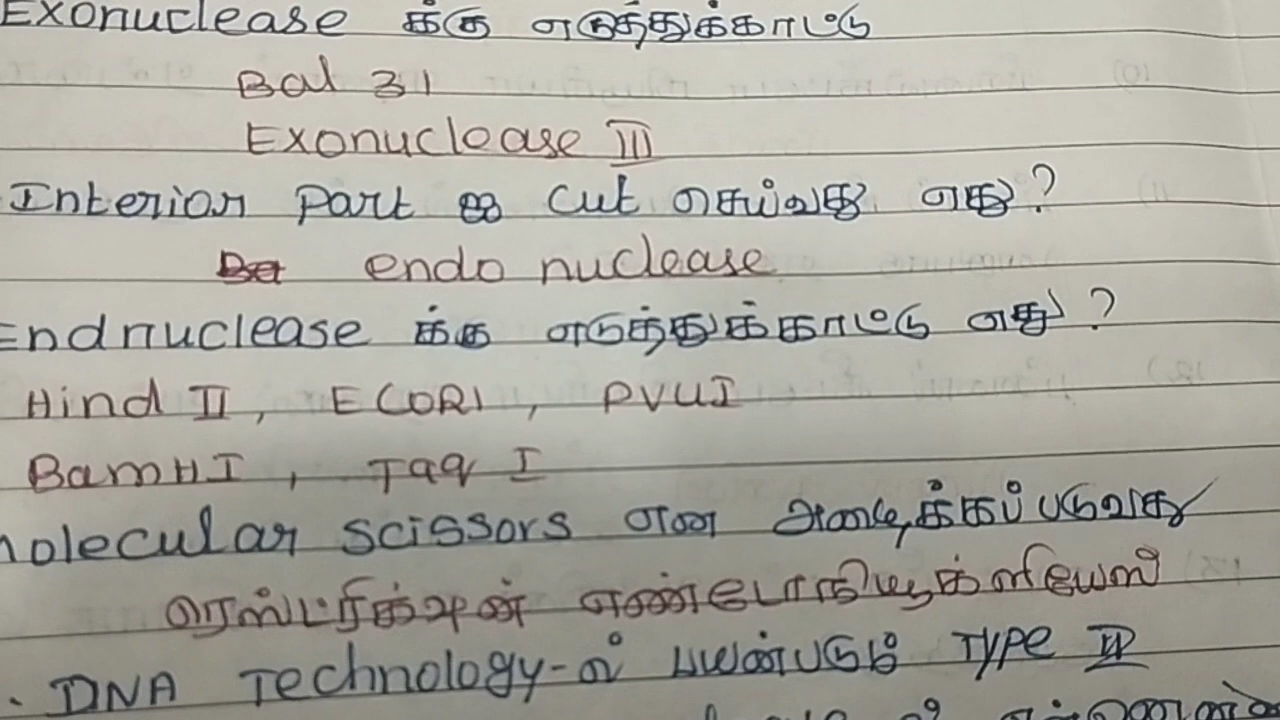 Exonuclease க்கு எடுத்துக்காட்டு
Bal 31
Exonuclease III
Interior Part ஐ cut செய்வது எது?
endo nuclease
Endnuclease க்கு எடுத்துக்காட்டு எது?
Hind II, ECORI, PVUI
BamHI, Taq I
molecular scissors என அழைக்கப்படுவது
ரெஸ்ட்ரிக்ஷன் எண்டோநியூக்ளியேஸ்
. DNA Technology-ல் பயன்படும் TYPE II